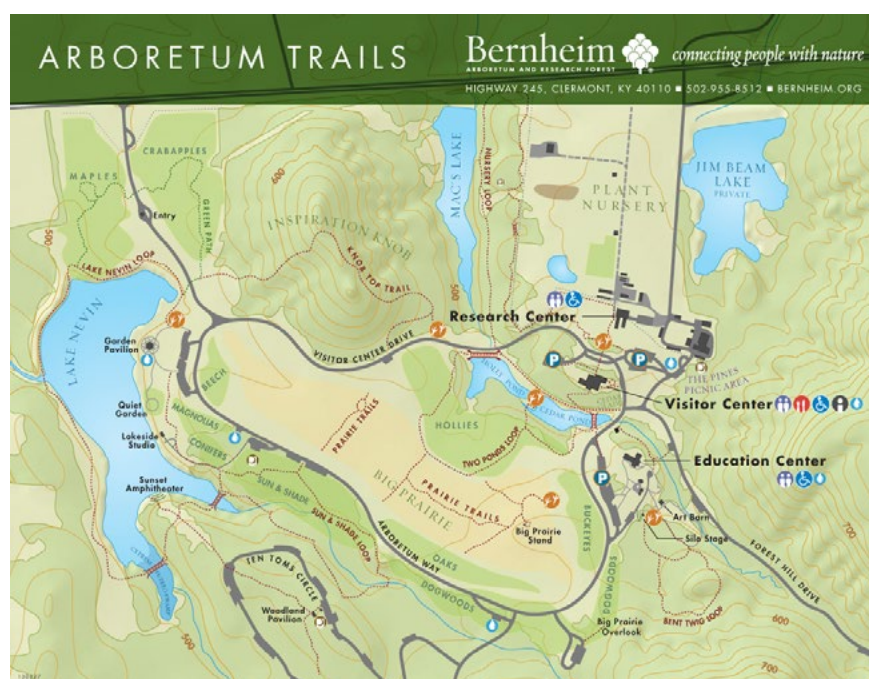 ARBORETUM TRAILS
Bernheim
ARBORETUM AND RESEARCH FOREST
connecting people with nature
HIGHWAY 245, CLERMONT, KY 40110 ■ 502-955-8512 ■ BERNHEIM.ORG
CRABAPPLES
MAPLES
GREEN PATH
Entry
600
INSPIRATION KNOB
KNOB TOP TRAIL
MAC'S LAKE
NURSERY LOOP
PLANT
NURSERY
JIM BEAM
LAKE
PRIVATE
500
LAKE NEVIN LOOP
LAKE NEVIN
500
Research Center
Garden
Pavilion
VISITOR CENTER DRIVE
P
P
THE PINES
PICNIC AREA
BEECH
HOLLY POND
CEDAR POND
Visitor Center
Quiet
Garden
MAGNOLIAS
PRAIRIE TRAILS
HOLLIES
Lakeside
Studio
CONIFERS
TWO PONDS LOOP
Education Center
Sunset
Amphitheater
SUN & SHADE
BIG PRAIRIE
PRAIRIE TRAILS
P
SUN & SHADE LOOP
Big Prairie
Stand
BUCKEYES
Art Barn
Silo Stage
700
ARBORETUM WAY
OAKS
FOREST HILL DRIVE
TEN TOMS CIRCLE
DOGWOODS
DOGWOODS
Woodland
Pavilion
BENT TWIG LOOP
600
Big Prairie
Overlook
500
700